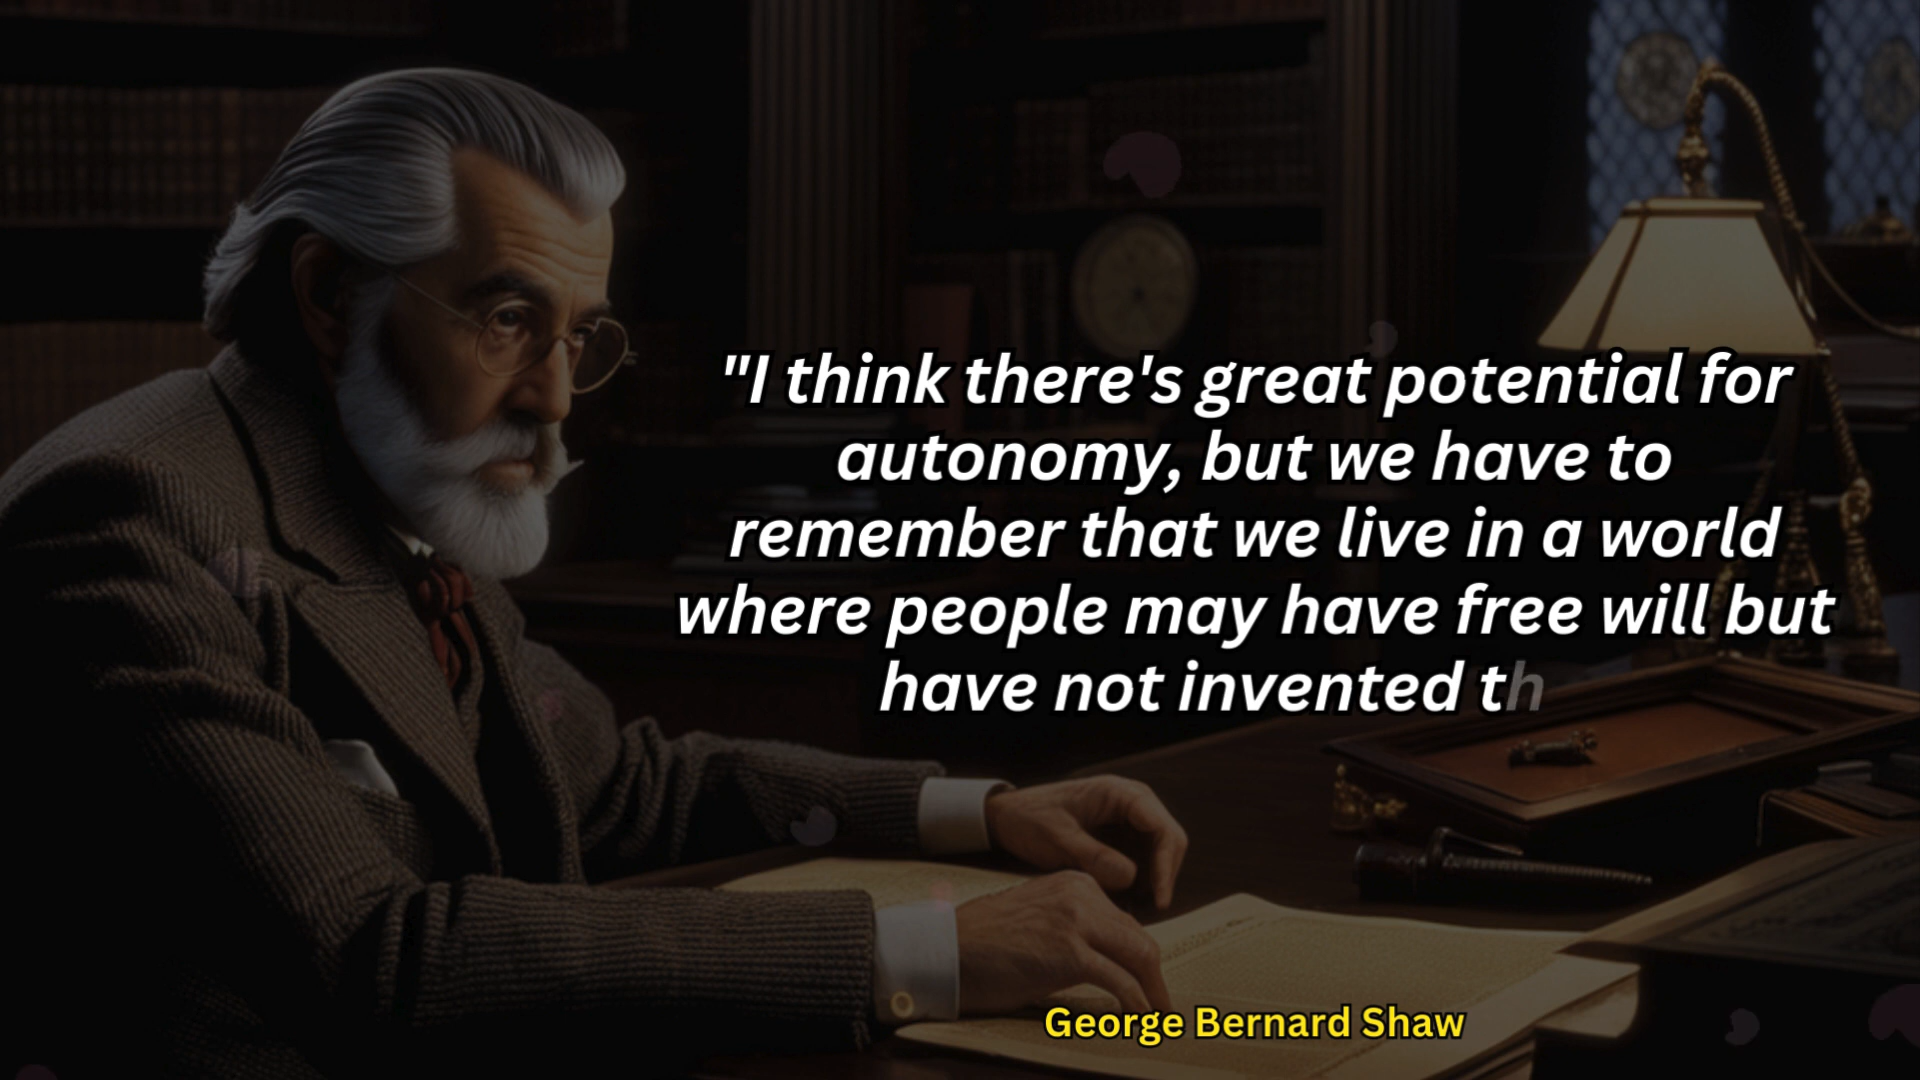 "I think there's great potential for
autonomy, but we have to
remember that we live in a world
where people may have free will but
have not invented th
George Bernard Shaw